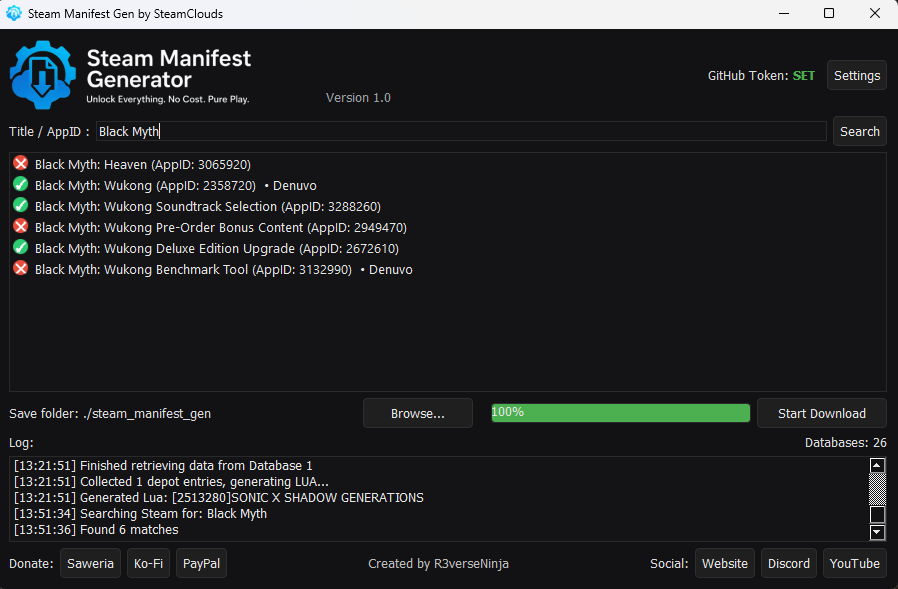 Steam Manifest Gen by SteamClouds
Steam Manifest
Generator
Unlock Everything. No Cost. Pure Play.
Version 1.0
GitHub Token: SET
Settings
Title / AppID : Black Myth
Search
Black Myth: Heaven (AppID: 3065920)
Black Myth: Wukong (AppID: 2358720) • Denuvo
Black Myth: Wukong Soundtrack Selection (AppID: 3288260)
Black Myth: Wukong Pre-Order Bonus Content (AppID: 2949470)
Black Myth: Wukong Deluxe Edition Upgrade (AppID: 2672610)
Black Myth: Wukong Benchmark Tool (AppID: 3132990) • Denuvo
Save folder: ./steam_manifest_gen
Browse...
100%
Start Download
Log:
Databases: 26
[13:21:51] Finished retrieving data from Database 1
[13:21:51] Collected 1 depot entries, generating LUA...
[13:21:51] Generated Lua: [2513280]SONIC X SHADOW GENERATIONS
[13:51:34] Searching Steam for: Black Myth
[13:51:36] Found 6 matches
Donate:
Saweria
Ko-Fi
PayPal
Created by R3verseNinja
Social:
Website
Discord
YouTube